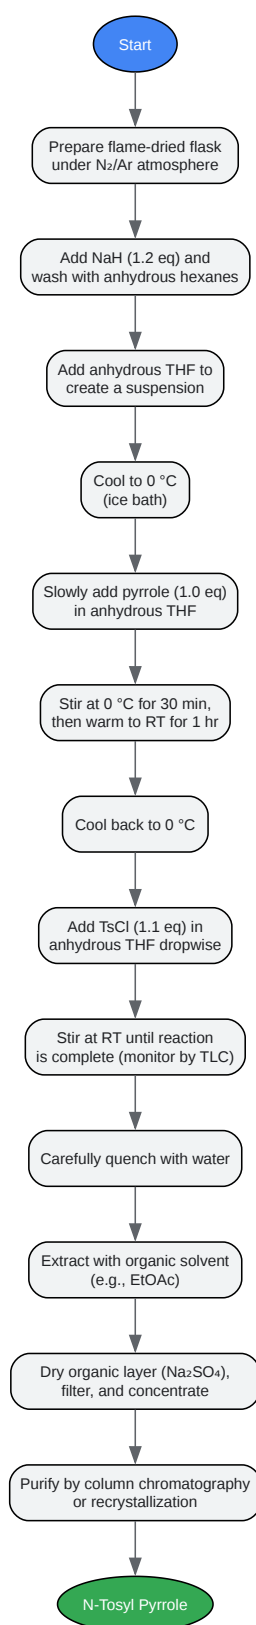 Start
Prepare flame-dried flask
under N₂/Ar atmosphere
Add NaH (1.2 eq) and
wash with anhydrous hexanes
Add anhydrous THF to
create a suspension
Cool to 0 °C
(ice bath)
Slowly add pyrrole (1.0 eq)
in anhydrous THF
Stir at 0 °C for 30 min,
then warm to RT for 1 hr
Cool back to 0 °C
Add TsCl (1.1 eq) in
anhydrous THF dropwise
Stir at RT until reaction
is complete (monitor by TLC)
Carefully quench with water
Extract with organic solvent
(e.g., EtOAc)
Dry organic layer (Na₂SO₄),
filter, and concentrate
Purify by column chromatography
or recrystallization
N-Tosyl Pyrrole